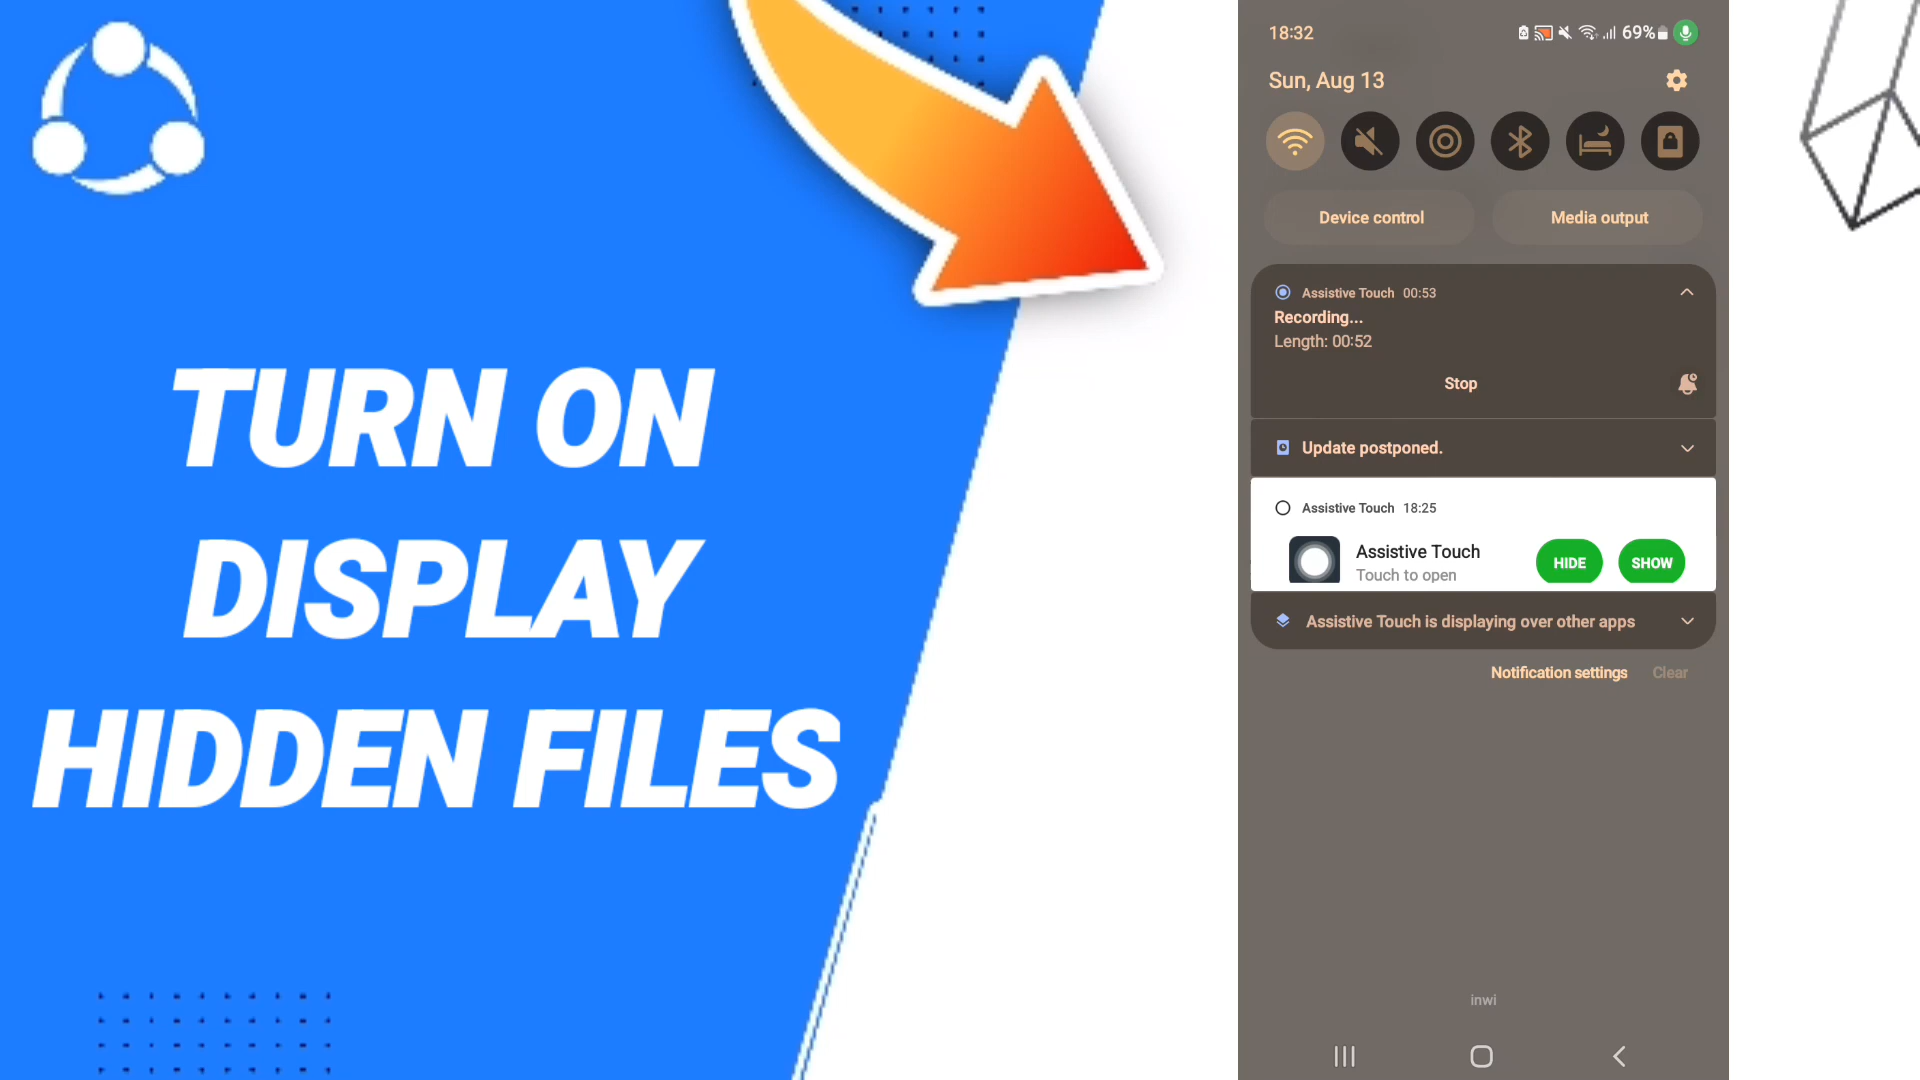 TURN ON
DISPLAY
HIDDEN FILES
18:32
69%
Sun, Aug 13
Device control
Media output
Assistive Touch 00:53
Recording...
Length: 00:52
Stop
Update postponed.
Assistive Touch 18:25
Assistive Touch
Touch to open
HIDE
SHOW
Assistive Touch is displaying over other apps
Notification settings
Clear
inwi